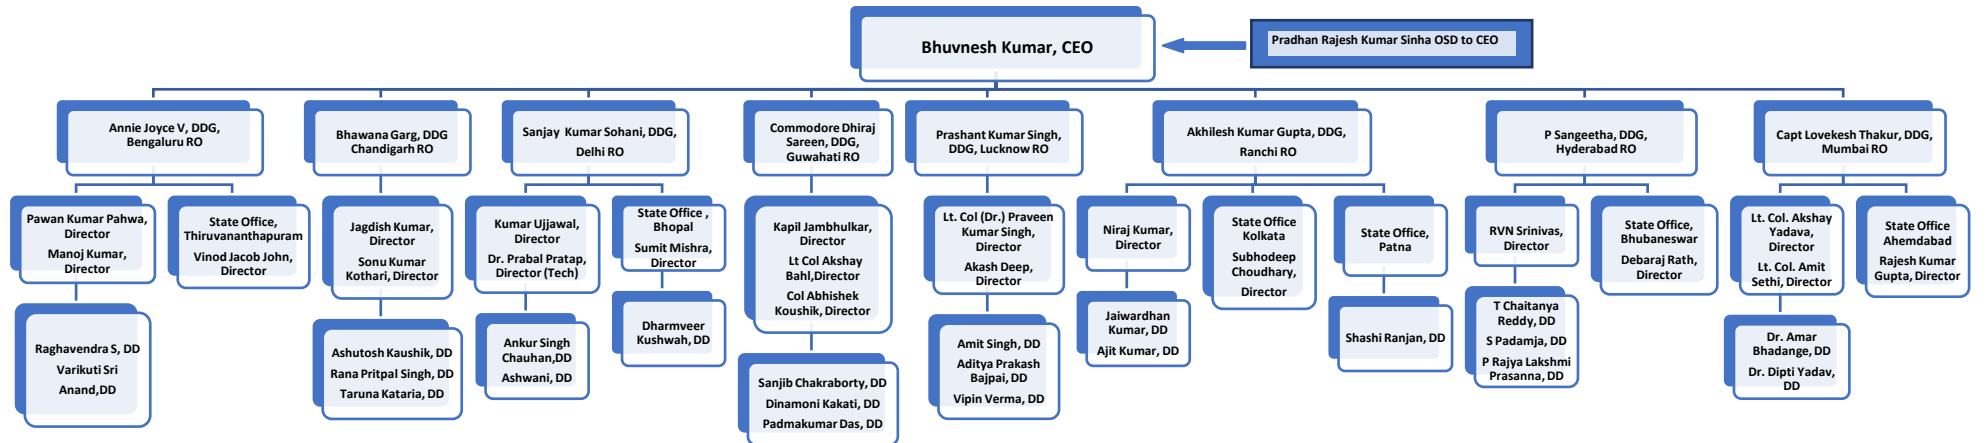 Bhuvnesh Kumar, CEO
Pradhan Rajesh Kumar Sinha OSD to CEO
Annie Joyce V, DDG,
Bengaluru RO
Bhawana Garg, DDG
Chandigarh RO
Sanjay Kumar Sohani, DDG,
Delhi RO
Commodore Dhiraj
Sareen, DDG,
Guwahati RO
Prashant Kumar Singh,
DDG, Lucknow RO
Akhilesh Kumar Gupta, DDG,
Ranchi RO
P Sangeetha, DDG,
Hyderabad RO
Capt Lovekesh Thakur, DDG,
Mumbai RO
Pawan Kumar Pahwa,
Director
Manoj Kumar,
Director
State Office,
Thiruvananthapuram
Vinod Jacob John,
Director
Jagdish Kumar,
Director
Sonu Kumar
Kothari, Director
Kumar Ujjawal,
Director
Dr. Prabal Pratap,
Director (Tech)
State Office ,
Bhopal
Sumit Mishra,
Director
Kapil Jambhulkar,
Director
Lt Col Akshay
Bahl,Director
Col Abhishek
Koushik, Director
Lt. Col (Dr.) Praveen
Kumar Singh,
Director
Akash Deep,
Director
Niraj Kumar,
Director
State Office
Kolkata
Subhodeep
Choudhary,
Director
State Office,
Patna
RVN Srinivas,
Director
State Office,
Bhubaneswar
Debaraj Rath,
Director
Lt. Col. Akshay
Yadava,
Director
Lt. Col. Amit
Sethi, Director
State Office
Ahemdabad
Rajesh Kumar
Gupta, Director
Raghavendra S, DD
Varikuti Sri
Anand,DD
Ashutosh Kaushik, DD
Rana Pritpal Singh, DD
Taruna Kataria, DD
Ankur Singh
Chauhan,DD
Ashwani, DD
Dharmveer
Kushwah, DD
Sanjib Chakraborty, DD
Dinamoni Kakati, DD
Padmakumar Das, DD
Amit Singh, DD
Aditya Prakash
Bajpai, DD
Vipin Verma, DD
Jaiwardhan
Kumar, DD
Ajit Kumar, DD
Shashi Ranjan, DD
T Chaitanya
Reddy, DD
S Padamja, DD
P Rajya Lakshmi
Prasanna, DD
Dr. Amar
Bhadange, DD
Dr. Dipti Yadav,
DD